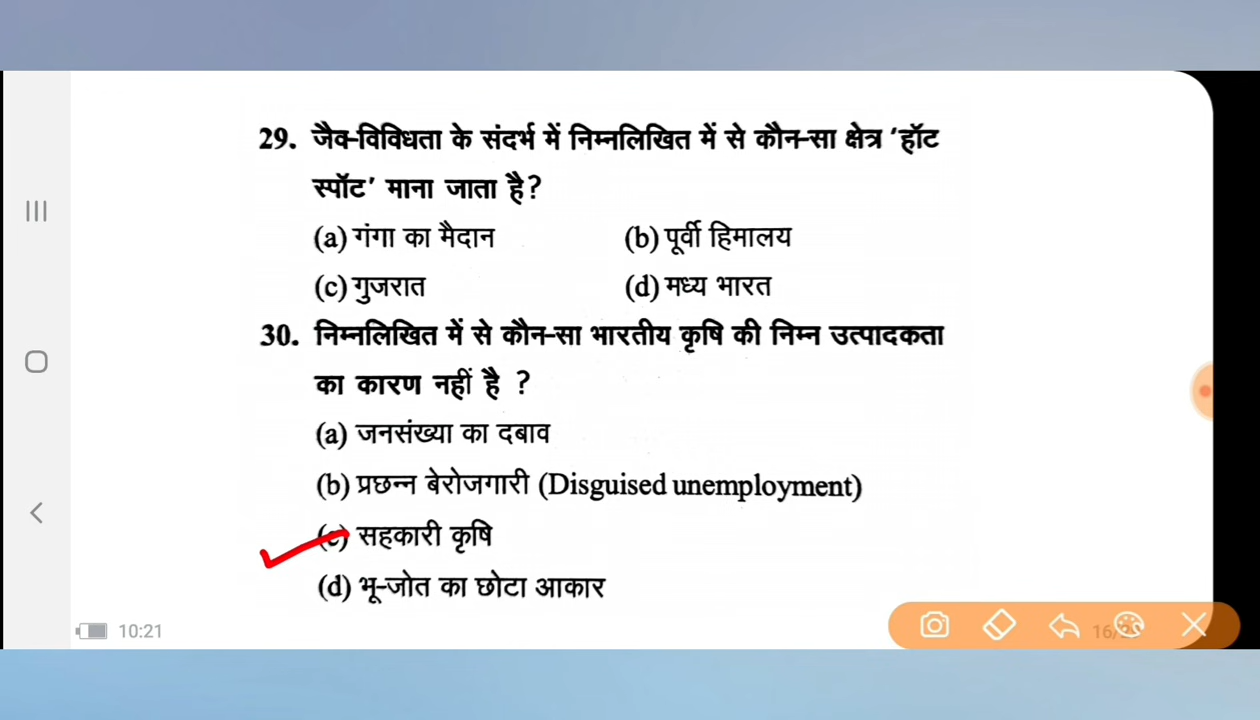 29. जैव-विविधता के संदर्भ में निम्नलिखित में से कौन-सा क्षेत्र 'हॉट
स्पॉट' माना जाता है?
(a) गंगा का मैदान (b) पूर्वी हिमालय
(c) गुजरात (d) मध्य भारत
30. निम्नलिखित में से कौन-सा भारतीय कृषि की निम्न उत्पादकता
का कारण नहीं है ?
(a) जनसंख्या का दबाव
(b) प्रछन्न बेरोजगारी (Disguised unemployment)
(c) सहकारी कृषि
(d) भू-जोत का छोटा आकार
10:21